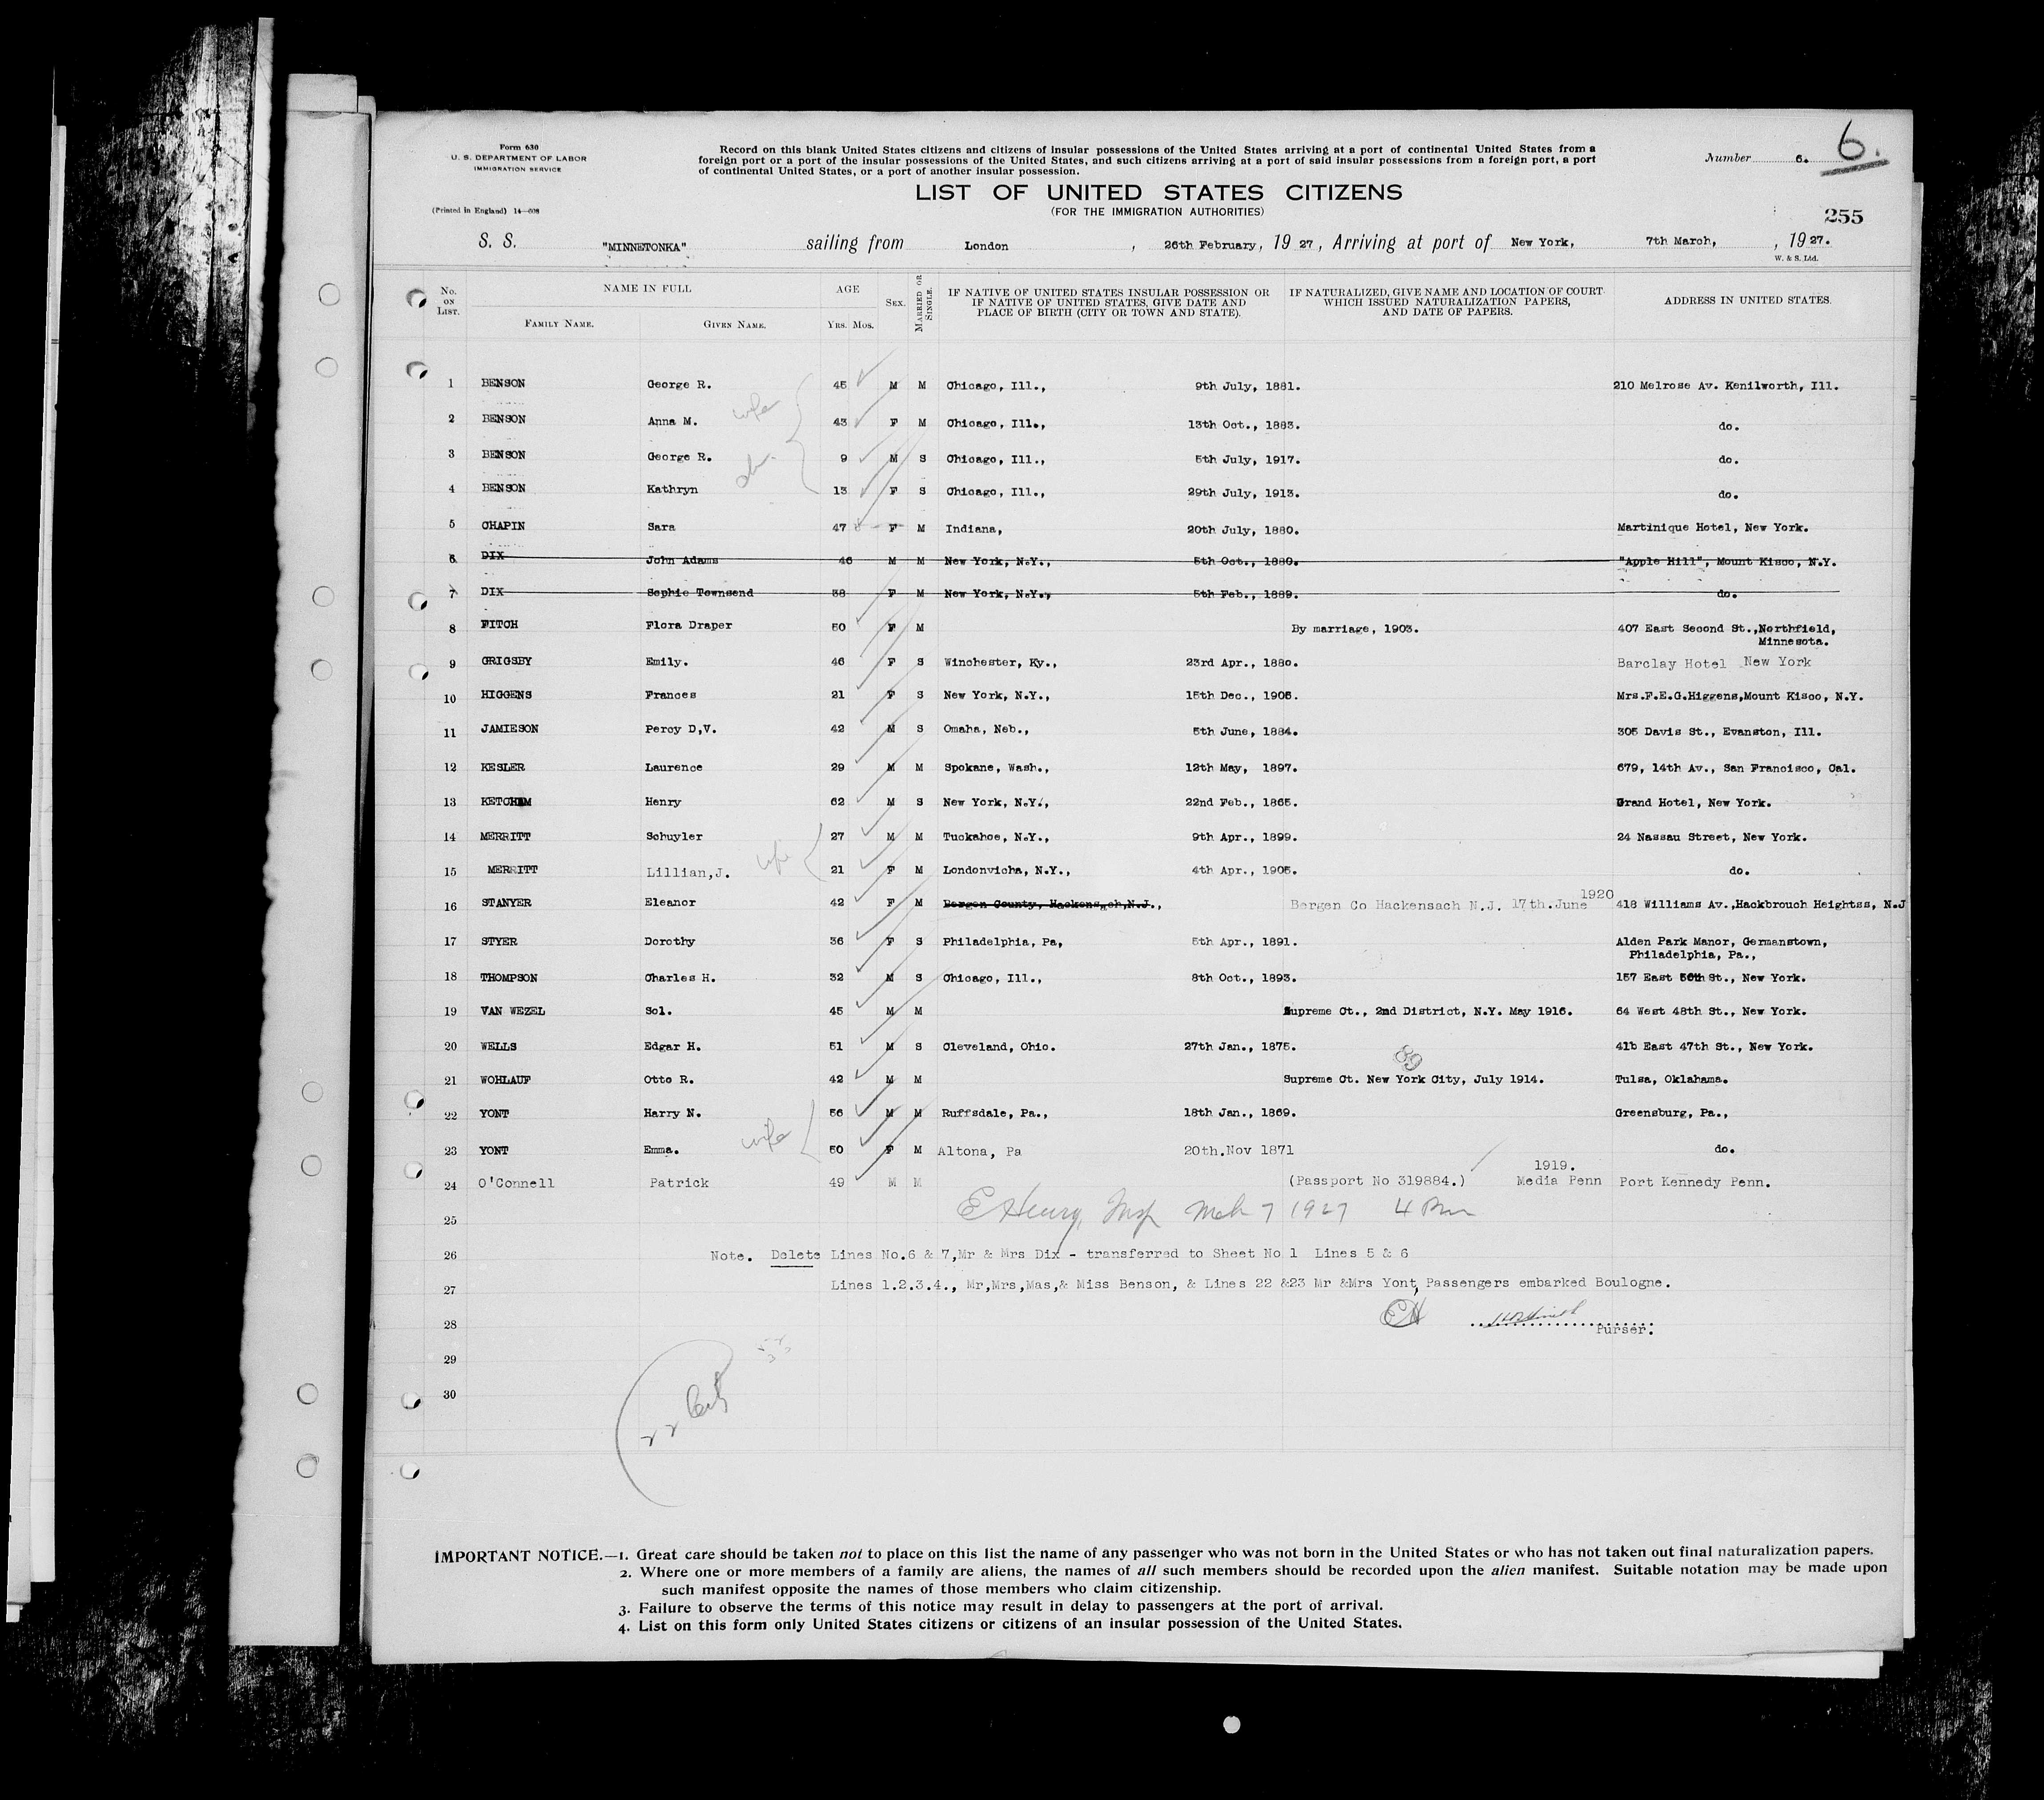 Form 630
U. S. DEPARTMENT OF LABOR
IMMIGRATION SERVICE
(Printed in England) 14—608
Record on this blank United States citizens and citizens of insular possessions of the United States arriving at a port of continental United States from a
foreign port or a port of the insular possessions of the United States, and such citizens arriving at a port of said insular possessions from a foreign port, a port
of continental United States, or a port of another insular possession.
Number 6. 6.
LIST OF UNITED STATES CITIZENS
(FOR THE IMMIGRATION AUTHORITIES)
255
S. S. "MINNETONKA" sailing from London , 26th February, 1927, Arriving at port of New York, 7th March, , 1927.
W. & S. Ltd.
No. ON LIST.
NAME IN FULL
FAMILY NAME. GIVEN NAME.
AGE
YRS. MOS.
SEX.
MARRIED OR SINGLE.
IF NATIVE OF UNITED STATES INSULAR POSSESSION OR
IF NATIVE OF UNITED STATES, GIVE DATE AND
PLACE OF BIRTH (CITY OR TOWN AND STATE).
IF NATURALIZED, GIVE NAME AND LOCATION OF COURT
WHICH ISSUED NATURALIZATION PAPERS,
AND DATE OF PAPERS.
ADDRESS IN UNITED STATES.
1 BENSON George R. 45 M M Chicago, Ill., 9th July, 1881. 210 Melrose Av. Kenilworth, Ill.
2 BENSON Anna M. wife 43 F M Chicago, Ill., 13th Oct., 1883. do.
3 BENSON George R. 9 M S Chicago, Ill., 5th July, 1917. do.
4 BENSON Kathryn 13 F S Chicago, Ill., 29th July, 1913. do.
5 CHAPIN Sara 47 F M Indiana, 20th July, 1880. Martinique Hotel, New York.
6 DIX John Adams 46 M M New York, N.Y., 5th Oct., 1880. "Apple Hill", Mount Kisco, N.Y.
7 DIX Sophie Townsend 38 F M New York, N.Y., 5th Feb., 1889. do.
8 FITCH Flora Draper 50 F M By marriage, 1903. 407 East Second St.,Northfield,
Minnesota.
9 GRIGSBY Emily. 46 F S Winchester, Ky., 23rd Apr., 1880. Barclay Hotel New York
10 HIGGENS Frances 21 F S New York, N.Y., 15th Dec., 1905. Mrs.F.E.G.Higgens,Mount Kisco, N.Y.
11 JAMIESON Percy D,V. 42 M S Omaha, Neb., 5th June, 1884. 305 Davis St., Evanston, Ill.
12 KESLER Laurence 29 M M Spokane, Wash., 12th May, 1897. 679, 14th Av., San Francisco, Cal.
13 KETCHAM Henry 62 M S New York, N.Y., 22nd Feb., 1865. Grand Hotel, New York.
14 MERRITT Schuyler 27 M M Tuckahoe, N.Y., 9th Apr., 1899. 24 Nassau Street, New York.
15 MERRITT Lillian,J. wife 21 F M Londonvicha, N.Y., 4th Apr., 1905. do.
16 STANYER Eleanor 42 F M Bergen County, Hackensach,N.J., Bergen Co Hackensach N.J. 17th.June 1920 418 Williams Av.,Hackbrouch Heightss, N.J
17 STYER Dorothy 36 F S Philadelphia, Pa, 5th Apr., 1891. Alden Park Manor, Germanstown,
Philadelphia, Pa.,
18 THOMPSON Charles H. 32 M S Chicago, Ill., 8th Oct., 1893. 157 East 50th St., New York.
19 VAN WEZEL Sol. 45 M M Supreme Ct., 2nd District, N.Y. May 1916. 64 West 48th St., New York.
20 WELLS Edgar H. 51 M S Cleveland, Ohio. 27th Jan., 1875. 41b East 47th St., New York.
21 WOHLAUF Otto R. 42 M M Supreme Ct. New York City, July 1914. Tulsa, Oklahama.
22 YONT Harry N. 56 M M Ruffsdale, Pa., 18th Jan., 1869. Greensburg, Pa.,
23 YONT Emma. wife 50 F M Altona, Pa 20th.Nov 1871 do.
24 O'Connell Patrick 49 M M (Passport No 319884.) 1919. Media Penn Port Kennedy Penn.
25 E Henry, Insp Mch 7 1927 4 Pm
26 Note. Delete Lines No.6 & 7,Mr & Mrs Dix - transferred to Sheet No 1 Lines 5 & 6
27 Lines 1.2.3.4., Mr,Mrs,Mas,& Miss Benson, & Lines 22 &23 Mr &Mrs Yont, Passengers embarked Boulogne.
28 EH Purser.
29
30
IMPORTANT NOTICE.—1. Great care should be taken not to place on this list the name of any passenger who was not born in the United States or who has not taken out final naturalization papers.
2. Where one or more members of a family are aliens, the names of all such members should be recorded upon the alien manifest. Suitable notation may be made upon
such manifest opposite the names of those members who claim citizenship.
3. Failure to observe the terms of this notice may result in delay to passengers at the port of arrival.
4. List on this form only United States citizens or citizens of an insular possession of the United States.